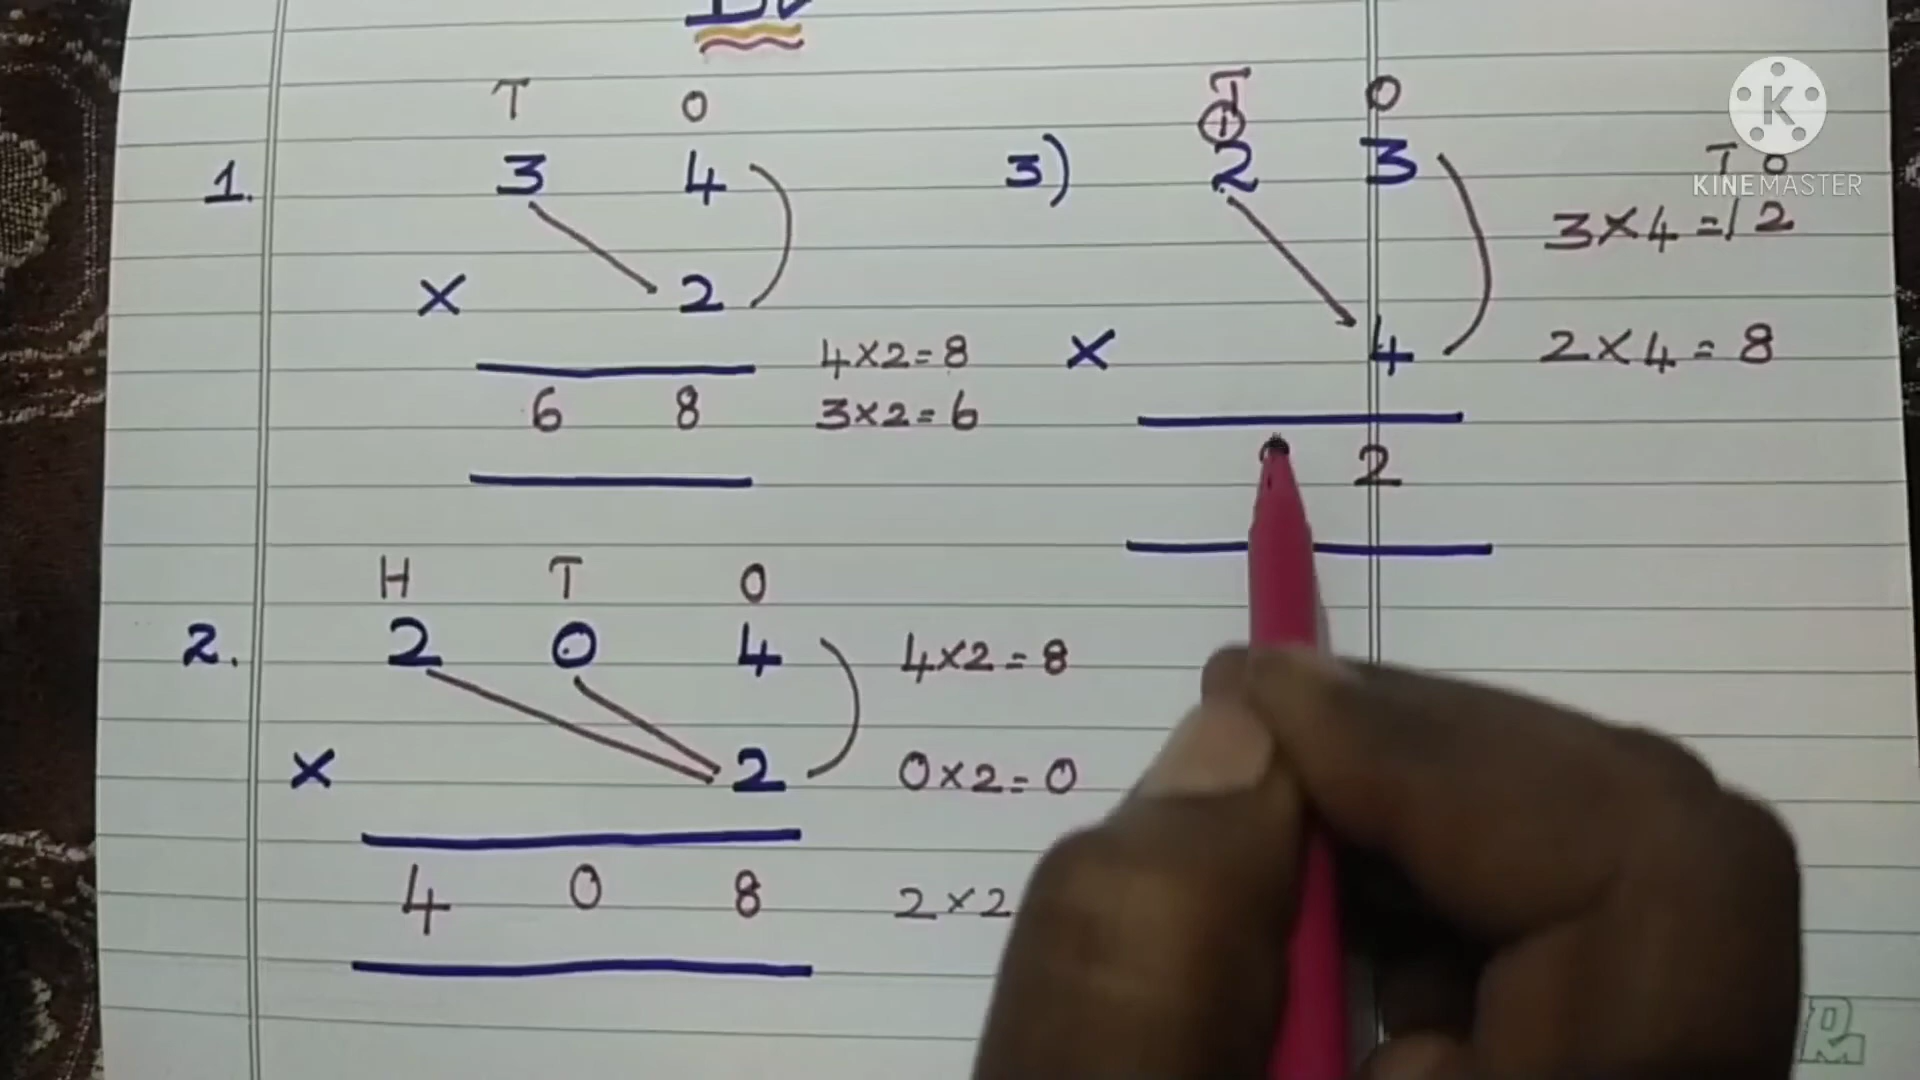 T O
1. 3 4
× 2
4×2=8
6 8 3×2=6
H T O
2. 2 0 4 4×2=8
× 2 0×2=0
4 0 8 2×2
T O
3) 2 3
T O
3×4=12
× 4 2×4=8
2
K
KINEMASTER